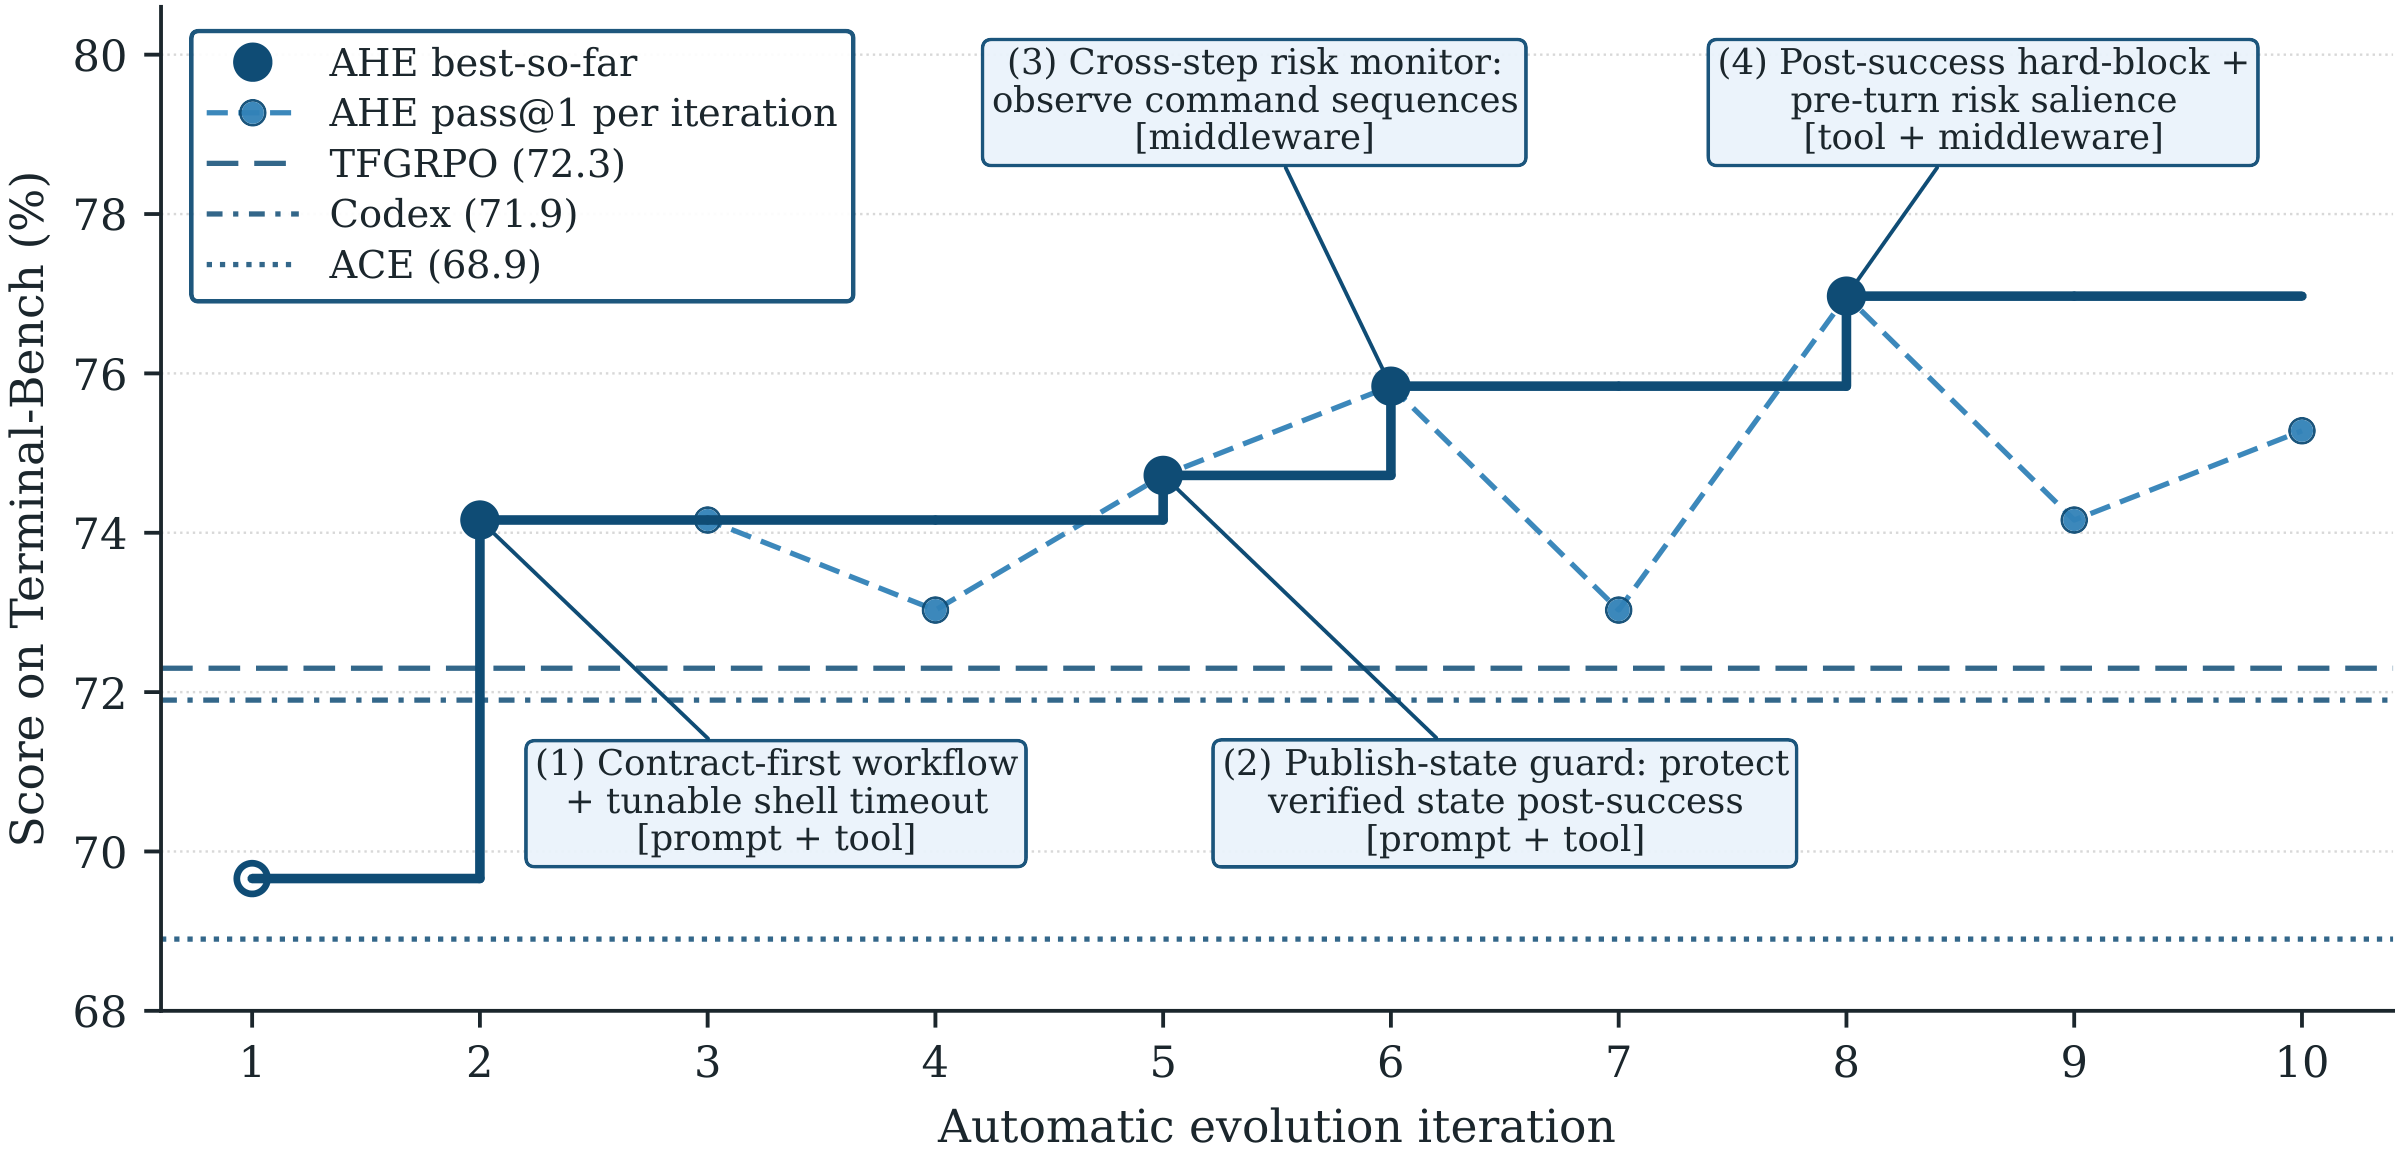 AHE best-so-far
AHE pass@1 per iteration
TFGRPO (72.3)
Codex (71.9)
ACE (68.9)
(3) Cross-step risk monitor:
observe command sequences
[middleware]
(4) Post-success hard-block +
pre-turn risk salience
[tool + middleware]
(1) Contract-first workflow
+ tunable shell timeout
[prompt + tool]
(2) Publish-state guard: protect
verified state post-success
[prompt + tool]
Score on Terminal-Bench (%)
80
78
76
74
72
70
68
1 2 3 4 5 6 7 8 9 10
Automatic evolution iteration